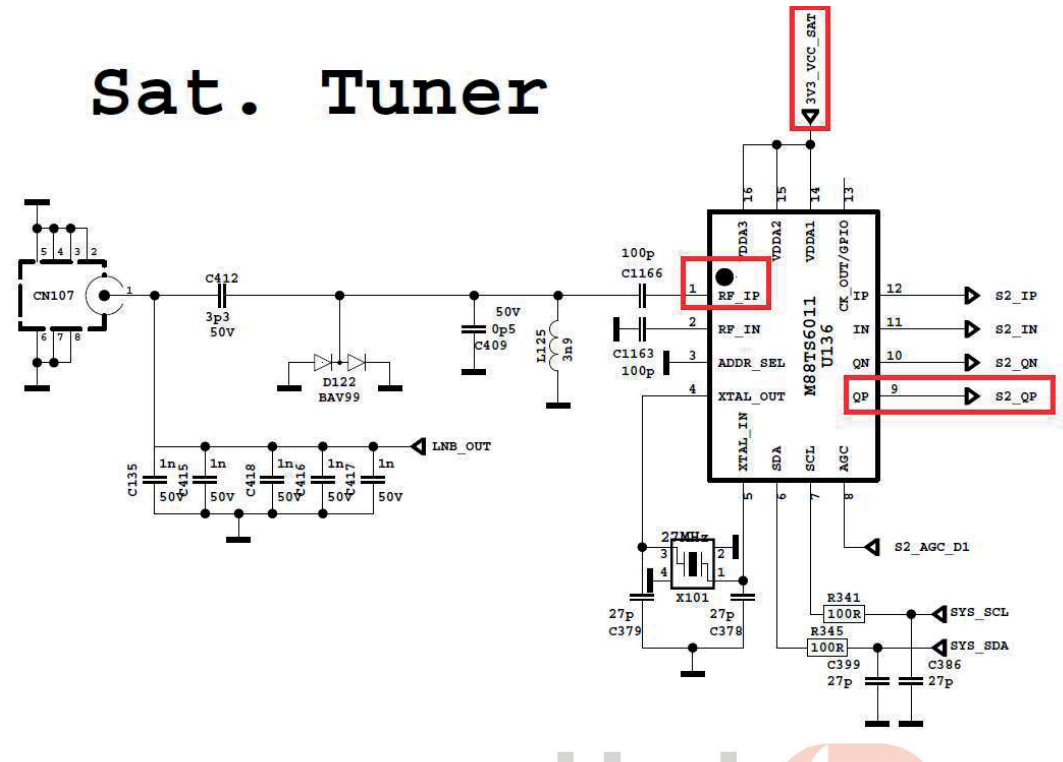 Sat. Tuner
3V3_VCC_SAT
16 15 14 13
VDDA3 VDDA2 VDDA1 CK_OUT/GPIO
5 4 3 2
CN107
1
6 7 8
C412
3p3
50V
D122
BAV99
50V
0p5
C409
L125
3n9
100p
C1166
C1163
100p
1 RF_IP
2 RF_IN
3 ADDR_SEL
4 XTAL_OUT
M88TS6011
U136
IP 12 S2_IP
IN 11 S2_IN
QN 10 S2_QN
QP 9 S2_QP
XTAL_IN SDA SCL AGC
5 6 7 8
LNB_OUT
C135 1n 50V
C415 1n 50V
C418 1n 50V
C416 1n 50V
C417 1n 50V
27MHz
3 2
4 1
X101
27p
C379
27p
C378
S2_AGC_D1
R341
100R
SYS_SCL
R345
100R
SYS_SDA
C399
27p
C386
27p